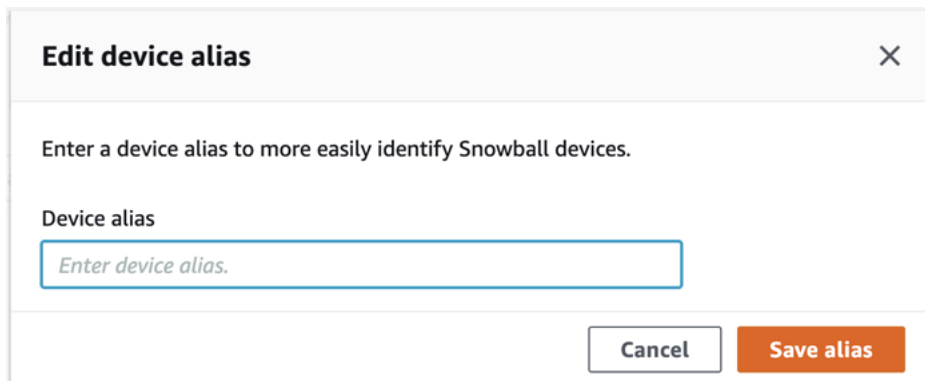 Edit device alias
Enter a device alias to more easily identify Snowball devices.
Device alias
Enter device alias.
Cancel
Save alias